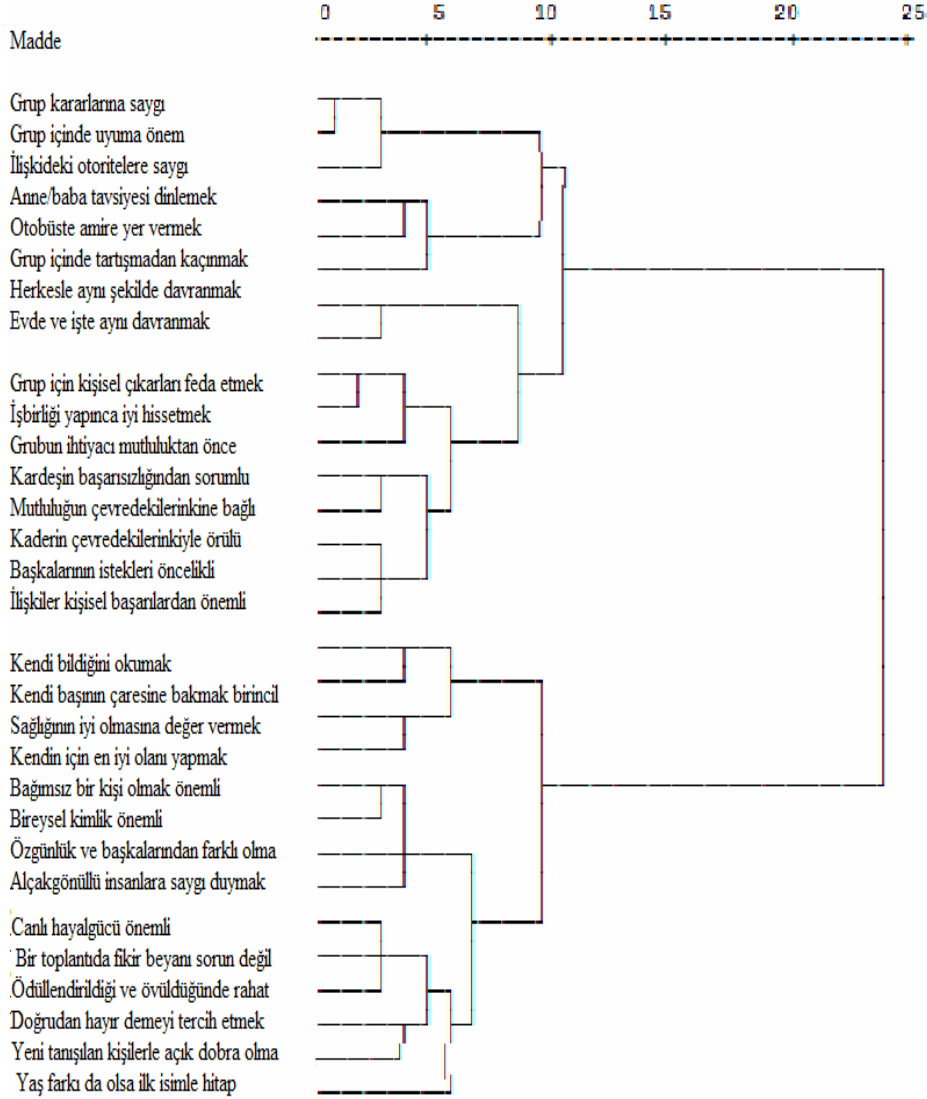 0 5 10 15 20 25
Madde
Grup kararlarına saygı
Grup içinde uyuma önem
İlişkideki otoritelere saygı
Anne/baba tavsiyesi dinlemek
Otobüste amire yer vermek
Grup içinde tartışmadan kaçınmak
Herkesle aynı şekilde davranmak
Evde ve işte aynı davranmak
Grup için kişisel çıkarları feda etmek
İşbirliği yapınca iyi hissetmek
Grubun ihtiyacı mutluluktan önce
Kardeşin başarısızlığından sorumlu
Mutluluğun çevredekilerinkine bağlı
Kaderin çevredekilerinkiyle örülü
Başkalarının istekleri öncelikli
İlişkiler kişisel başarılardan önemli
Kendi bildiğini okumak
Kendi başının çaresine bakmak birincil
Sağlığının iyi olmasına değer vermek
Kendin için en iyi olanı yapmak
Bağımsız bir kişi olmak önemli
Bireysel kimlik önemli
Özgünlük ve başkalarından farklı olma
Alçakgönüllü insanlara saygı duymak
Canlı hayalgücü önemli
Bir toplantıda fikir beyanı sorun değil
Ödüllendirildiği ve övüldüğünde rahat
Doğrudan hayır demeyi tercih etmek
Yeni tanışılan kişilerle açık dobra olma
Yaş farkı da olsa ilk isimle hitap